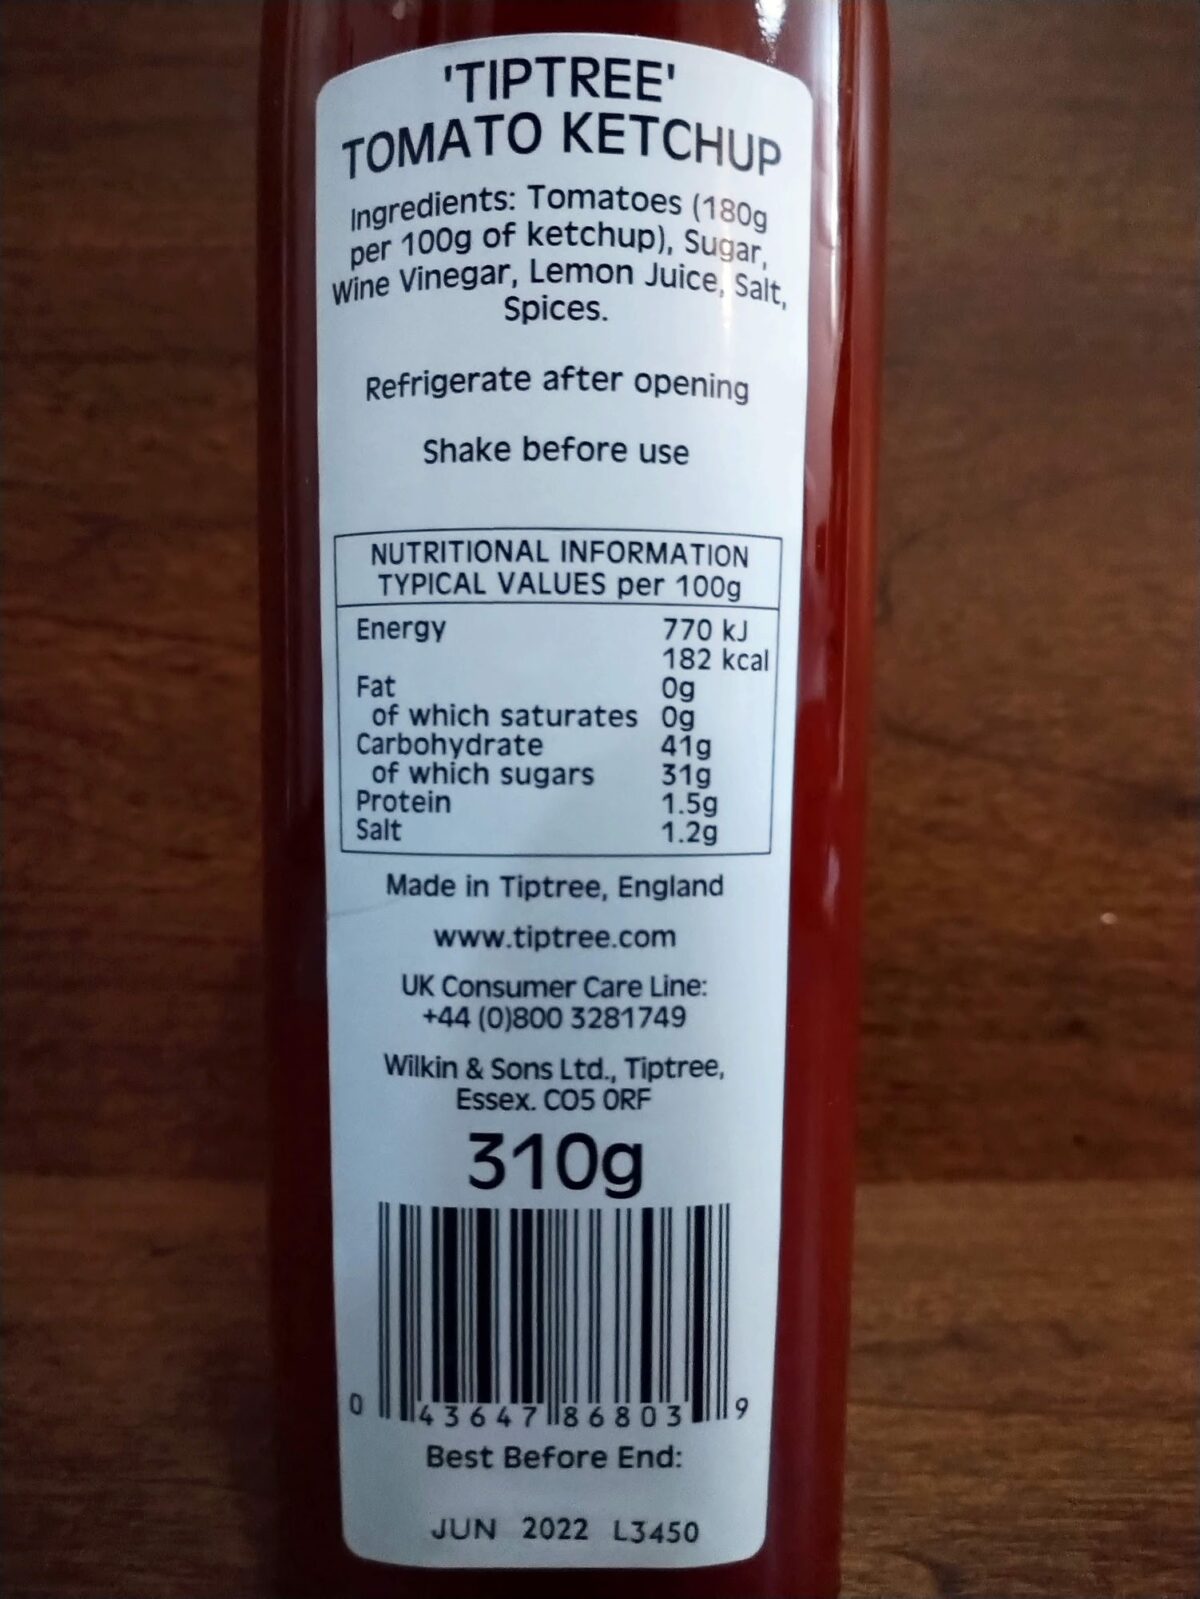 'TIPTREE'
TOMATO KETCHUP
Ingredients: Tomatoes (180g
per 100g of ketchup), Sugar,
Wine Vinegar, Lemon Juice, Salt,
Spices.
Refrigerate after opening
Shake before use
NUTRITIONAL INFORMATION
TYPICAL VALUES per 100g
Energy 770 kJ
182 kcal
Fat 0g
of which saturates 0g
Carbohydrate 41g
of which sugars 31g
Protein 1.5g
Salt 1.2g
Made in Tiptree, England
www.tiptree.com
UK Consumer Care Line:
+44 (0)800 3281749
Wilkin & Sons Ltd., Tiptree,
Essex. CO5 0RF
310g
0 43647 86803 9
Best Before End:
JUN 2022 L3450